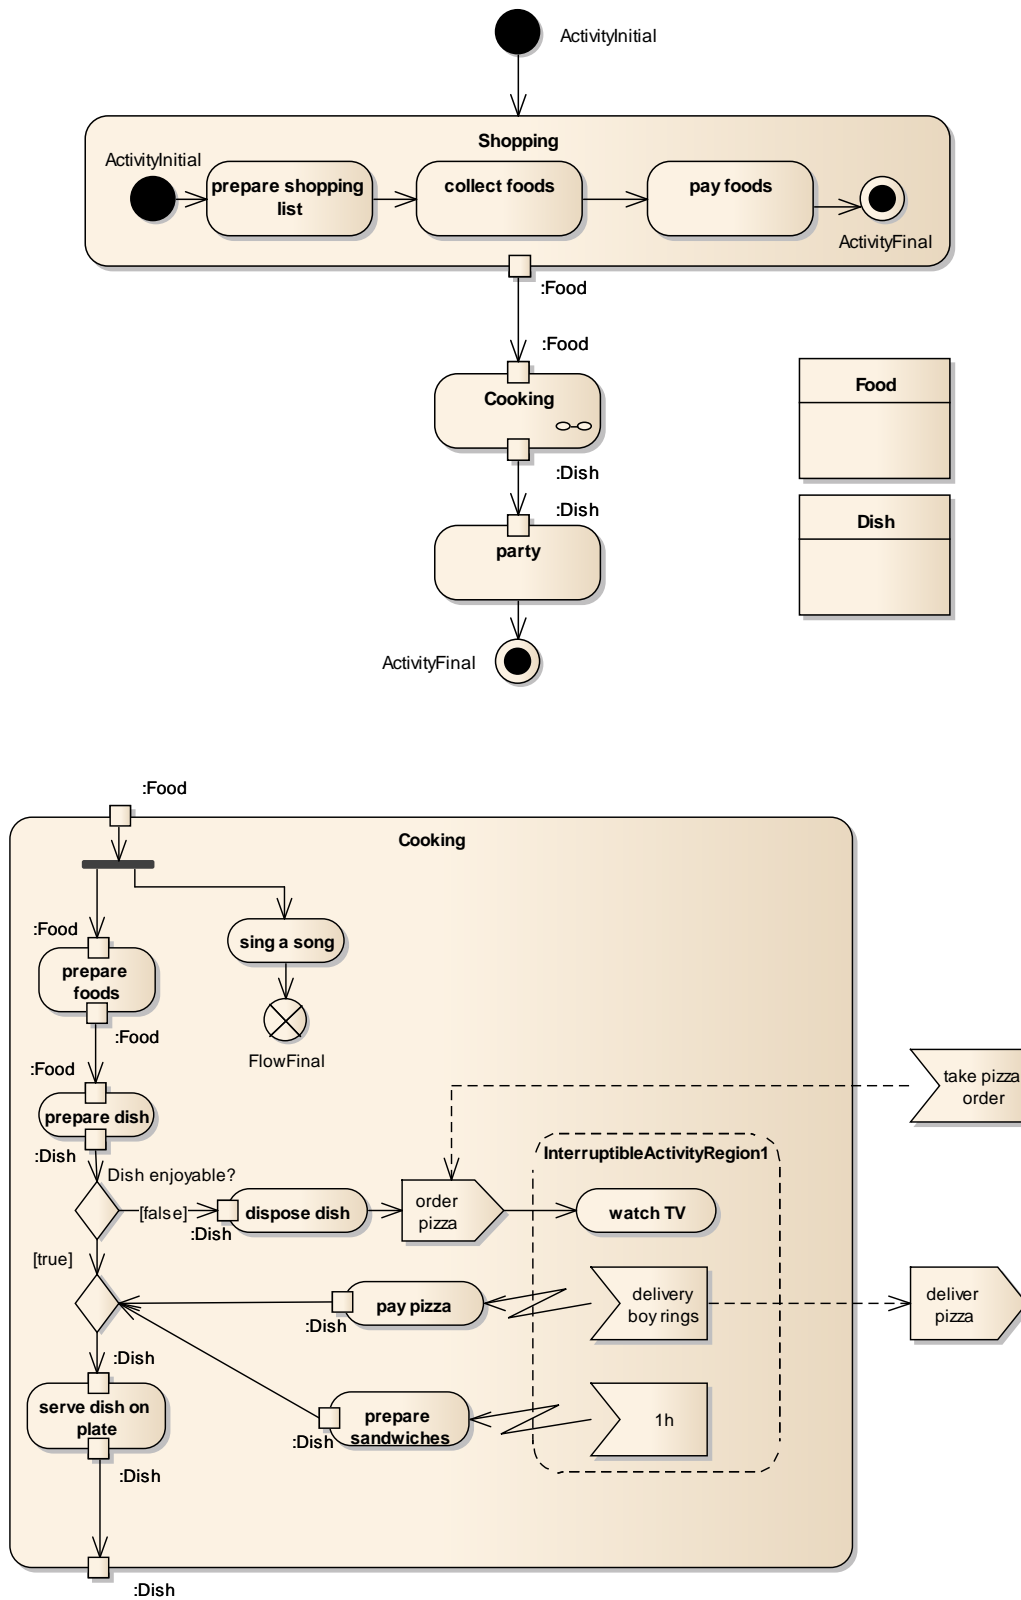 ActivityInitial
Shopping
ActivityInitial
prepare shopping
list
collect foods
pay foods
ActivityFinal
:Food
:Food
Cooking
Food
:Dish
:Dish
Dish
party
ActivityFinal
:Food
Cooking
:Food
sing a song
prepare
foods
:Food
FlowFinal
:Food
take pizza
order
prepare dish
:Dish
InterruptibleActivityRegion1
Dish enjoyable?
[false]
dispose dish
:Dish
order
pizza
watch TV
[true]
pay pizza
:Dish
delivery
boy rings
deliver
pizza
:Dish
serve dish on
plate
prepare
sandwiches
:Dish
1h
:Dish
:Dish